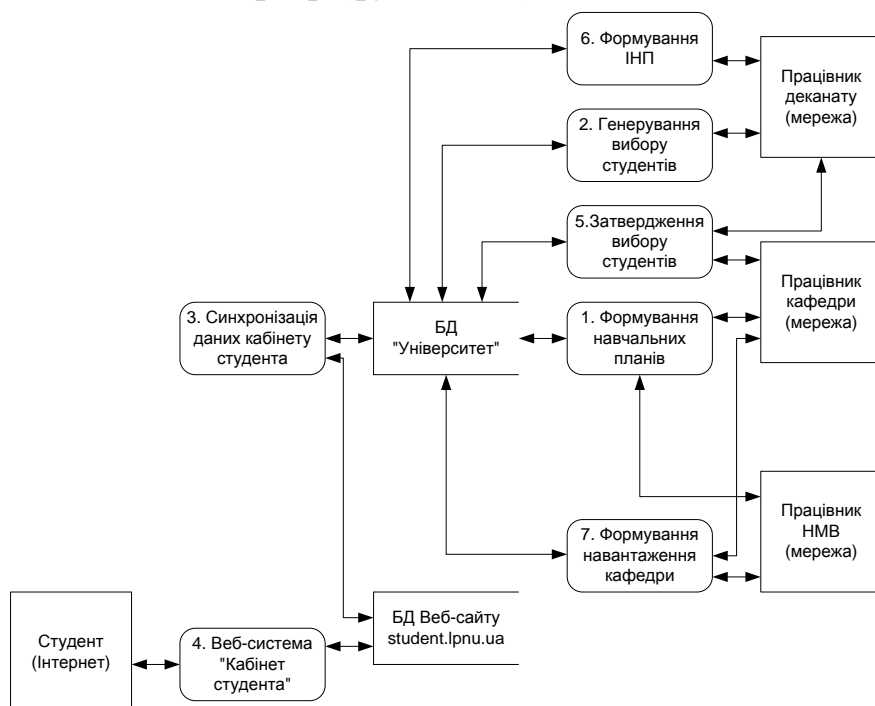 6. Формування
ІНП
Працівник
деканату
(мережа)
2. Генерування
вибору
студентів
5.Затвердження
вибору
студентів
Працівник
кафедри
(мережа)
3. Синхронізація
даних кабінету
студента
БД
"Університет"
1. Формування
навчальних
планів
Працівник
НМВ
(мережа)
7. Формування
навантаження
кафедри
БД Веб-сайту
student.lpnu.ua
Студент
(Інтернет)
4. Веб-система
"Кабінет
студента"